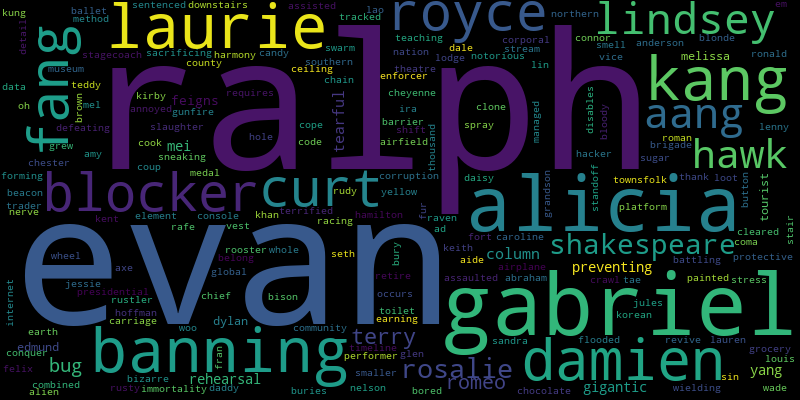 kung ballet sentenced downstairs assisted lao northern em
method tracked teaching corporal connor blonde
laurie royce lindsey
detail museum stagecoach sacrificing harmony candy swarm nation dale stream smell anderson ronald
fang county southern ceiling theatre lodge notorious vice melissa
ralph kang
data teddy chain enforcer cheyenne lin
oh brown mel kirby feigns requires tearful ira clone disables bloody aang
annoyed gunfire barrier spray managed roman lenny
defeating slaughter hole cope shift thousand brigade
grew cook mei code airfield hacker sugar hawk
chester amy coup sneaking
forming medal rudy corruption daisy standoff townsfolk thank loot button tourist
beacon blocker curt yellow alicia grandson
trader element console khan terrified hamilton fur raven platform cleared stair
nerve kent rafe vest racing ad coma
evan rooster whole seth bury keith fort caroline shakespeare
wheel axe belong aide column battling protective
jessie global retire assaulted airplane preventing
internet presidential chief bison occurs abraham crawl tae painted stress
rustler toilet gabriel jules
hoffman dylan earning korean
earth carriage woo community terry sandra flooded revive lauren
edmund banning fran timeline performer glen damien grocery
conquer bug smaller rosalie louis
felix rehearsal romeo sin yang
combined bizarre daddy nelson bored chocolate gigantic wielding wade
alien rusty immortality buries